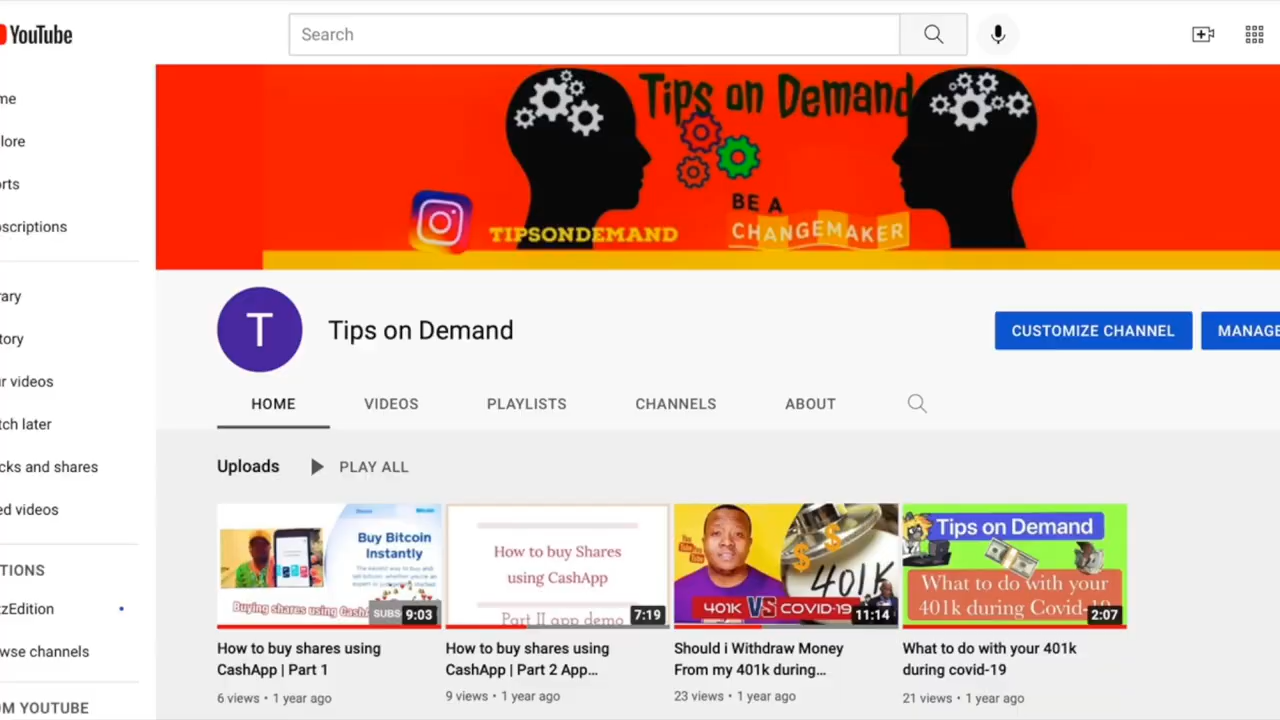 YouTube
Search
me
lore
rts
scriptions
rary
tory
r videos
tch later
cks and shares
ed videos
TIONS
zEdition
wse channels
OM YOUTUBE
Tips on Demand
BE A
CHANGEMAKER
TIPSONDEMAND
T
Tips on Demand
CUSTOMIZE CHANNEL
MANAGE
HOME
VIDEOS
PLAYLISTS
CHANNELS
ABOUT
Uploads
PLAY ALL
Buy Bitcoin
Instantly
Buying shares using Cash
SUBS
9:03
How to buy shares using
CashApp | Part 1
6 views • 1 year ago
How to buy Shares
using CashApp
Part II app demo
7:19
How to buy shares using
CashApp | Part 2 App...
9 views • 1 year ago
401K
401K VS COVID-19
11:14
Should i Withdraw Money
From my 401k during...
23 views • 1 year ago
Tips on Demand
What to do with your
401k during Covid-19
2:07
What to do with your 401k
during covid-19
21 views • 1 year ago